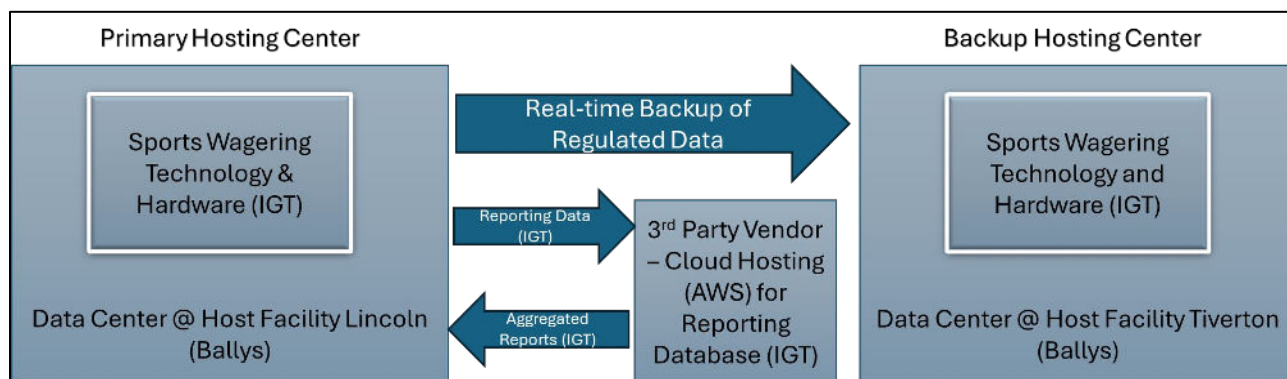 Primary Hosting Center
Backup Hosting Center
Sports Wagering
Technology &
Hardware (IGT)
Data Center @ Host Facility Lincoln
(Ballys)
Real-time Backup of
Regulated Data
Reporting Data
(IGT)
Aggregated
Reports (IGT)
3rd Party Vendor
– Cloud Hosting
(AWS) for
Reporting
Database (IGT)
Sports Wagering
Technology and
Hardware (IGT)
Data Center @ Host Facility Tiverton
(Ballys)